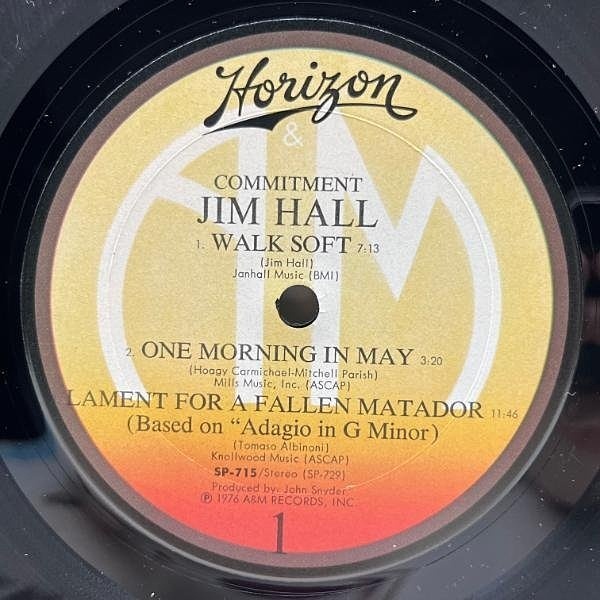 Horizon
A&M
COMMITMENT
JIM HALL
1. WALK SOFT 7:13
(Jim Hall)
Janhall Music (BMI)
2. ONE MORNING IN MAY 3:20
(Hoagy Carmichael-Mitchell Parish)
Mills Music, Inc. (ASCAP)
LAMENT FOR A FALLEN MATADOR 11:46
(Based on “Adagio in G Minor)
(Tomaso Albinoni)
Knollwood Music (ASCAP)
SP-715/Stereo (SP-729)
Produced by: John Snyder
℗ 1976 A&M RECORDS, INC.
1